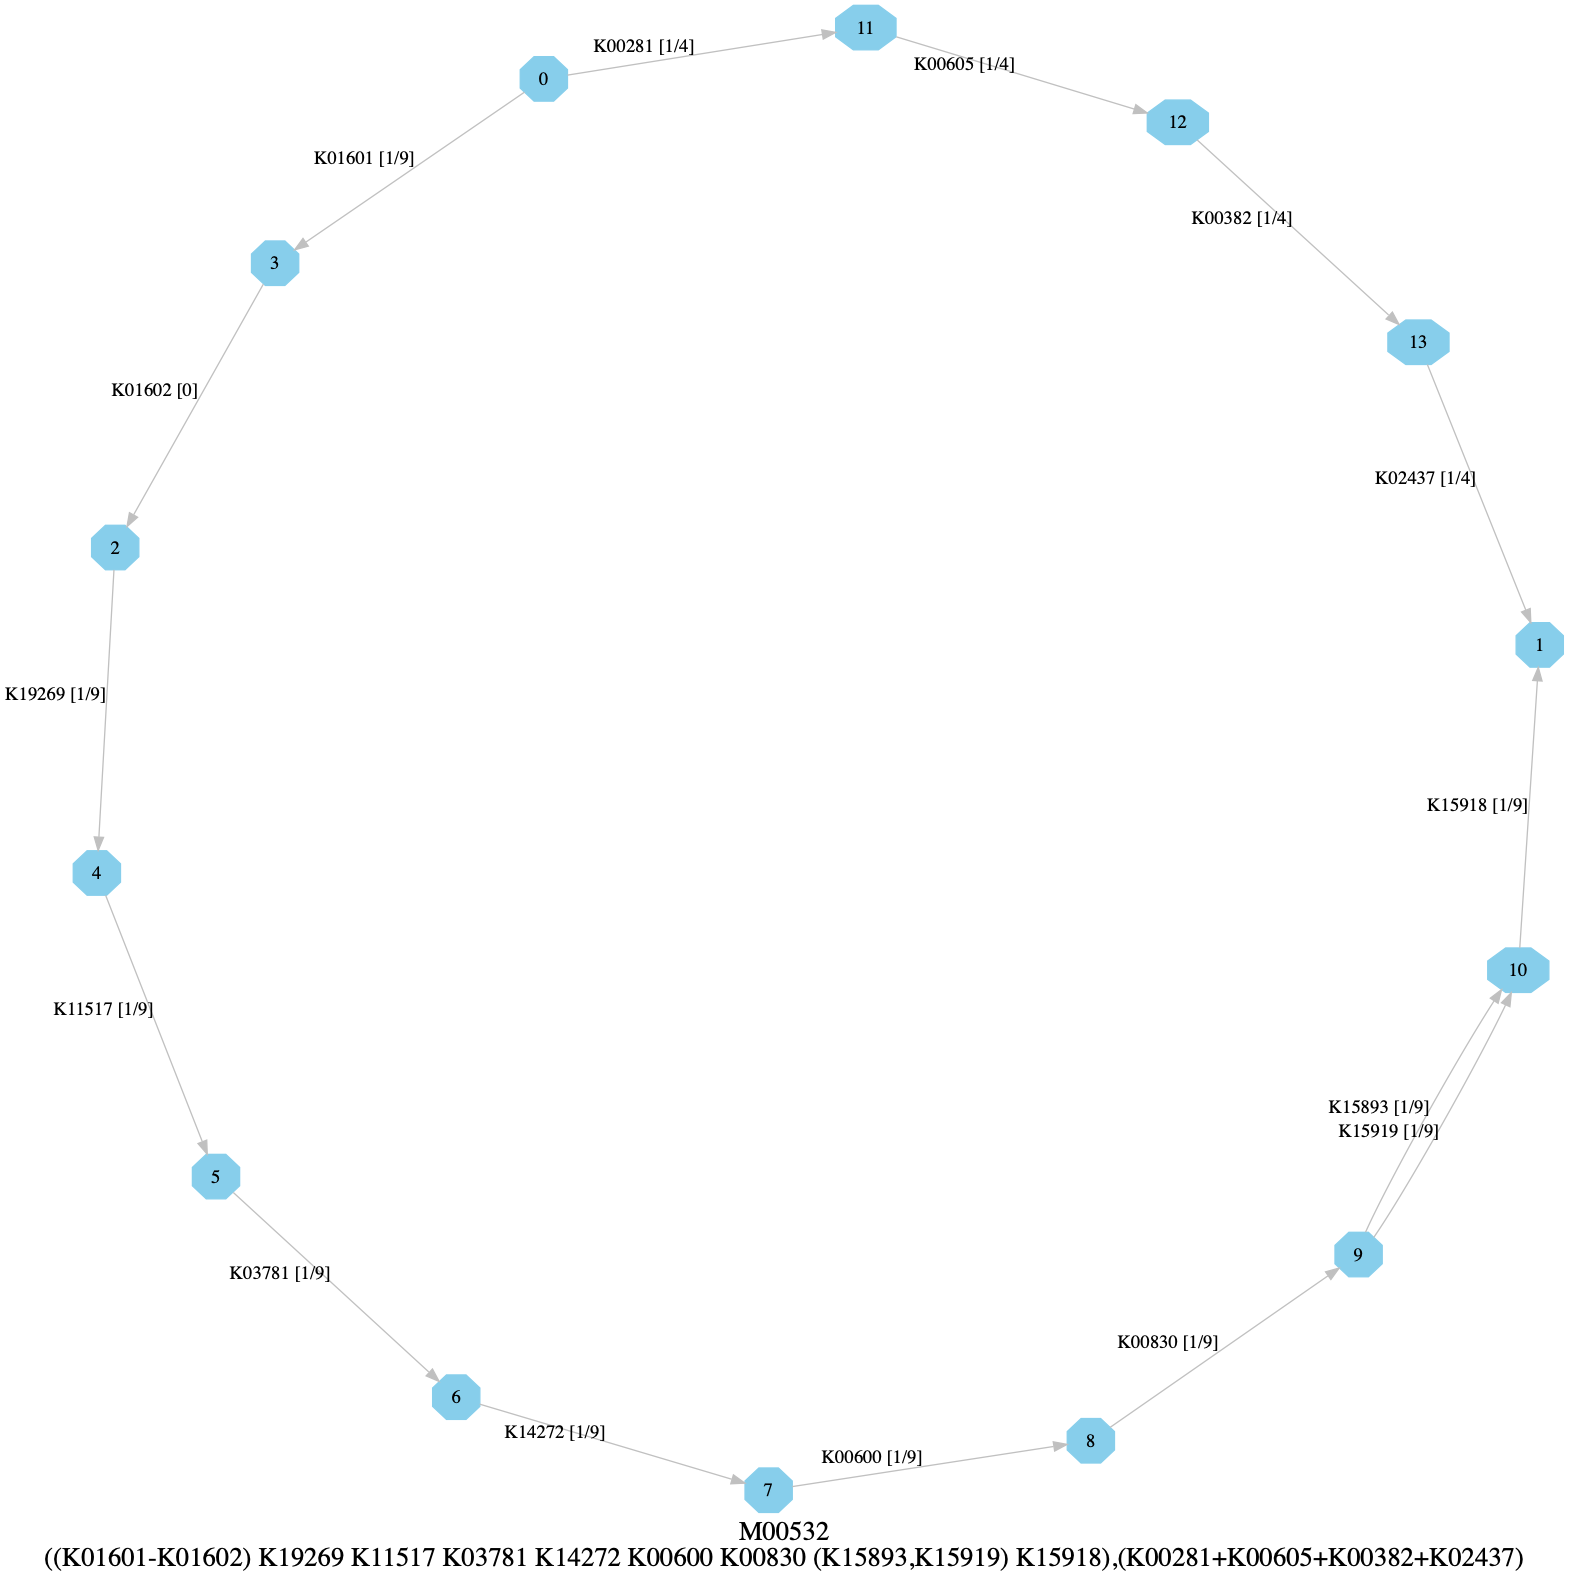 11
K00281 [1/4]
K00605 [1/4]
0
12
K01601 [1/9]
K00382 [1/4]
3
13
K01602 [0]
K02437 [1/4]
2
1
K19269 [1/9]
K15918 [1/9]
4
10
K11517 [1/9]
K15893 [1/9]
K15919 [1/9]
5
9
K03781 [1/9]
K00830 [1/9]
6
K14272 [1/9]
8
K00600 [1/9]
7
M00532
((K01601-K01602) K19269 K11517 K03781 K14272 K00600 K00830 (K15893,K15919) K15918),(K00281+K00605+K00382+K02437)